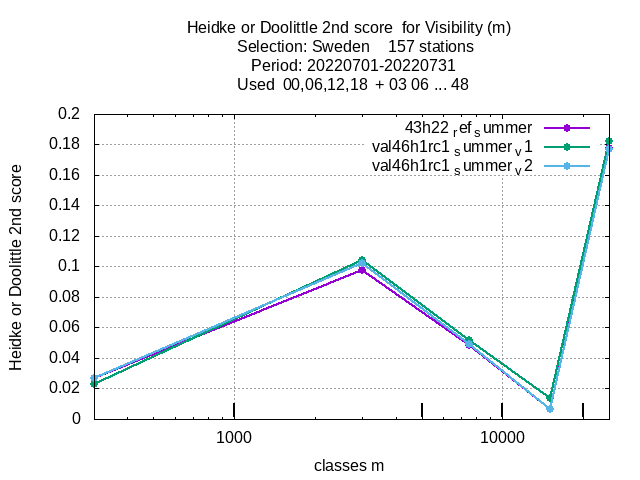 Heidke or Doolittle 2nd score  for Visibility (m)
Selection: Sweden    157 stations
Period: 20220701-20220731
Used  00,06,12,18  + 03 06 ... 48
43h22 ref summer
val46h1rc1 summer v1
val46h1rc1 summer v2
Heidke or Doolittle 2nd score
0.2
0.18
0.16
0.14
0.12
0.1
0.08
0.06
0.04
0.02
0
1000 10000
classes m